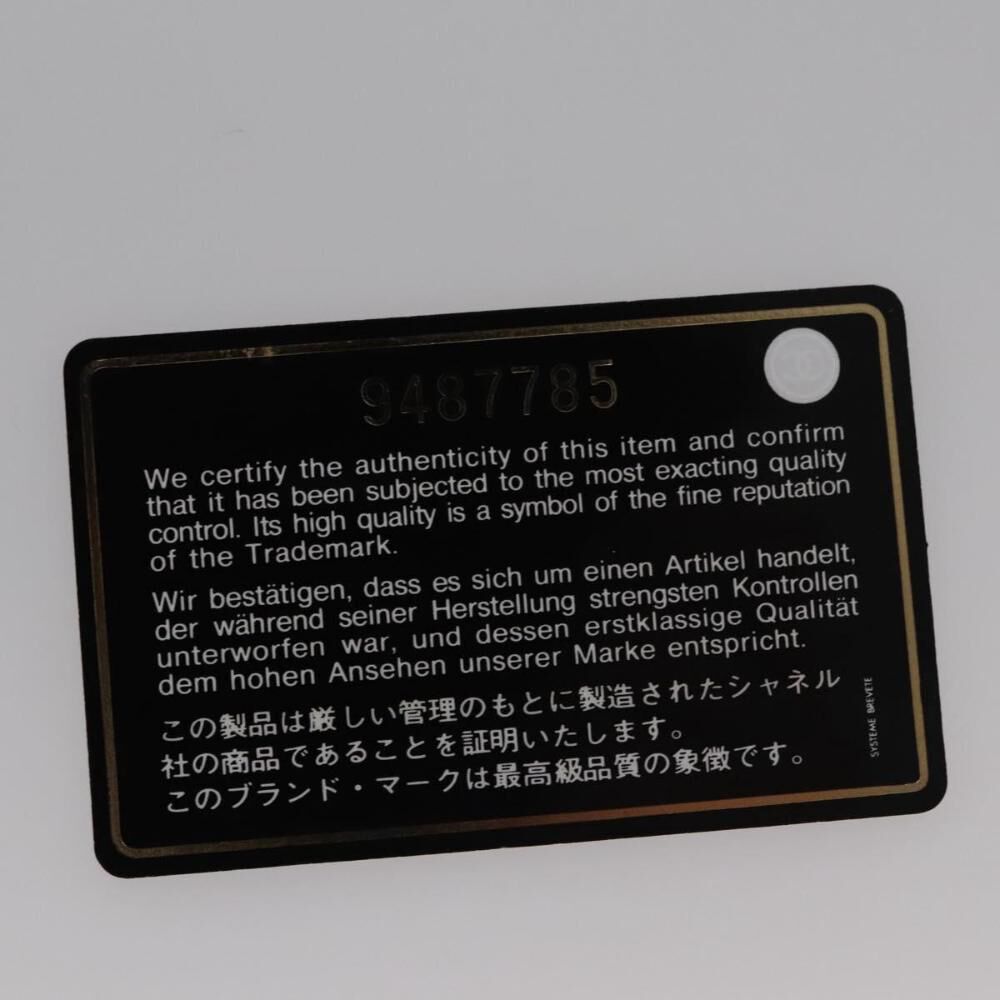 9487785
We certify the authenticity of this item and confirm
that it has been subjected to the most exacting quality
control. Its high quality is a symbol of the fine reputation
of the Trademark.
Wir bestätigen, dass es sich um einen Artikel handelt,
der während seiner Herstellung strengsten Kontrollen
unterworfen war, und dessen erstklassige Qualität
dem hohen Ansehen unserer Marke entspricht.
この製品は厳しい管理のもとに製造されたシャネル
社の商品であることを証明いたします。
このブランド・マークは最高級品質の象徴です。
SYSTEME BREVETE